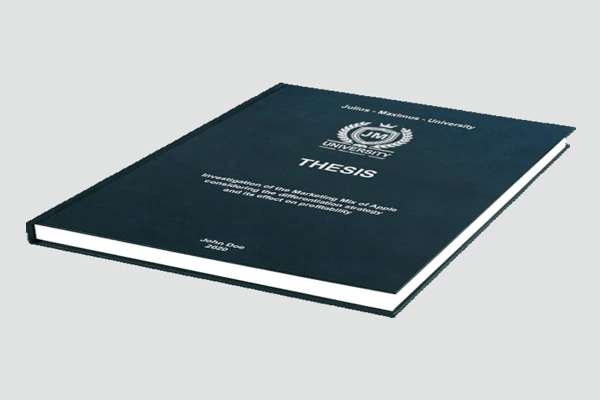 Julius - Maximus - University
JM
UNIVERSITY
THESIS
Investigation of the Marketing Mix of Apple
considering the differentiation strategy
and its effect on profitability
John Doe
2020